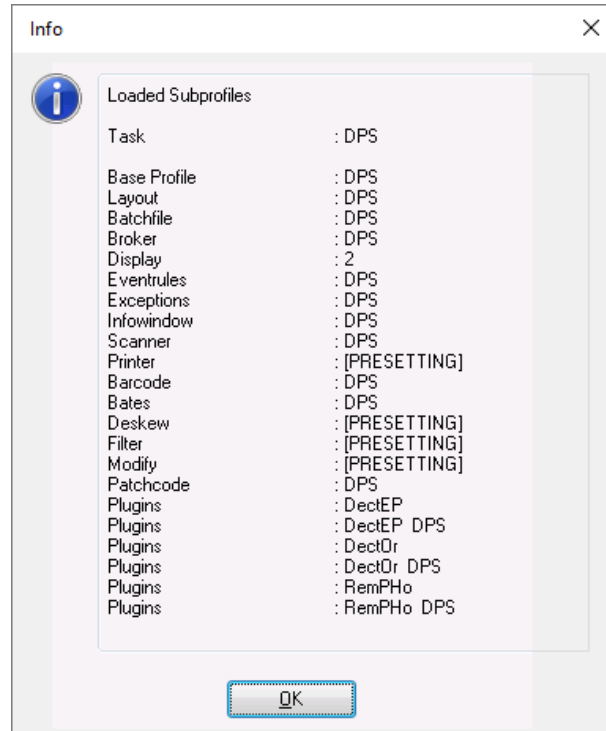 Info
Loaded Subprofiles
Task : DPS
Base Profile : DPS
Layout : DPS
Batchfile : DPS
Broker : DPS
Display : 2
Eventrules : DPS
Exceptions : DPS
Infowindow : DPS
Scanner : DPS
Printer : [PRESETTING]
Barcode : DPS
Bates : DPS
Deskew : [PRESETTING]
Filter : [PRESETTING]
Modify : [PRESETTING]
Patchcode : DPS
Plugins : DectEP
Plugins : DectEP DPS
Plugins : DectOr
Plugins : DectOr DPS
Plugins : RemPHo
Plugins : RemPHo DPS
OK